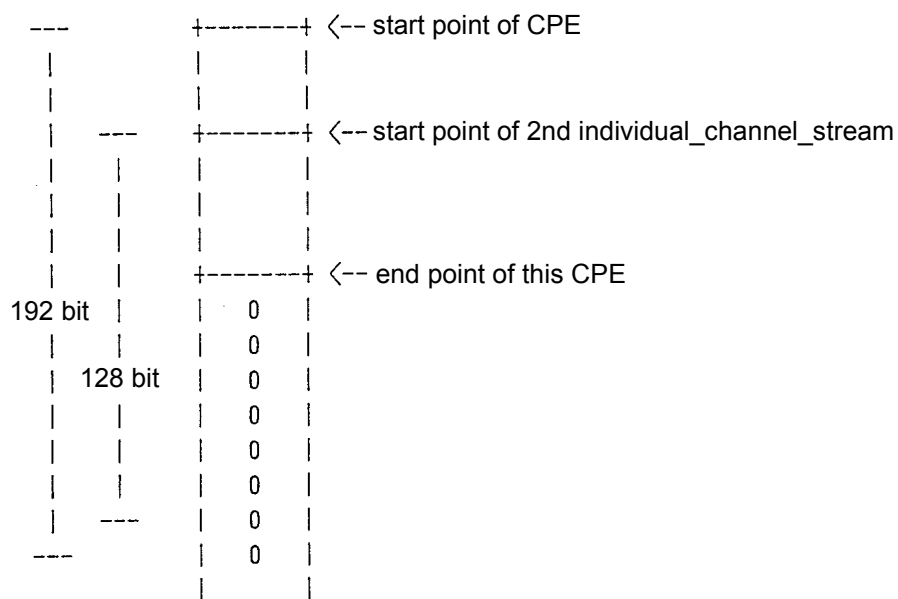 ---                +-------+ <-- start point of CPE
 |                 |       |
 |                 |       |
 |       ---       +-------+ <-- start point of 2nd individual_channel_stream
 |        |        |       |
 |        |        |       |
 |        |        |       |
 |        |        |       |
 |        |        +-------+ <-- end point of this CPE
192 bit   |        |   0   |
 |        |        |   0   |
 |     128 bit     |   0   |
 |        |        |   0   |
 |        |        |   0   |
 |        |        |   0   |
 |       ---       |   0   |
---                |   0   |
                   |       |